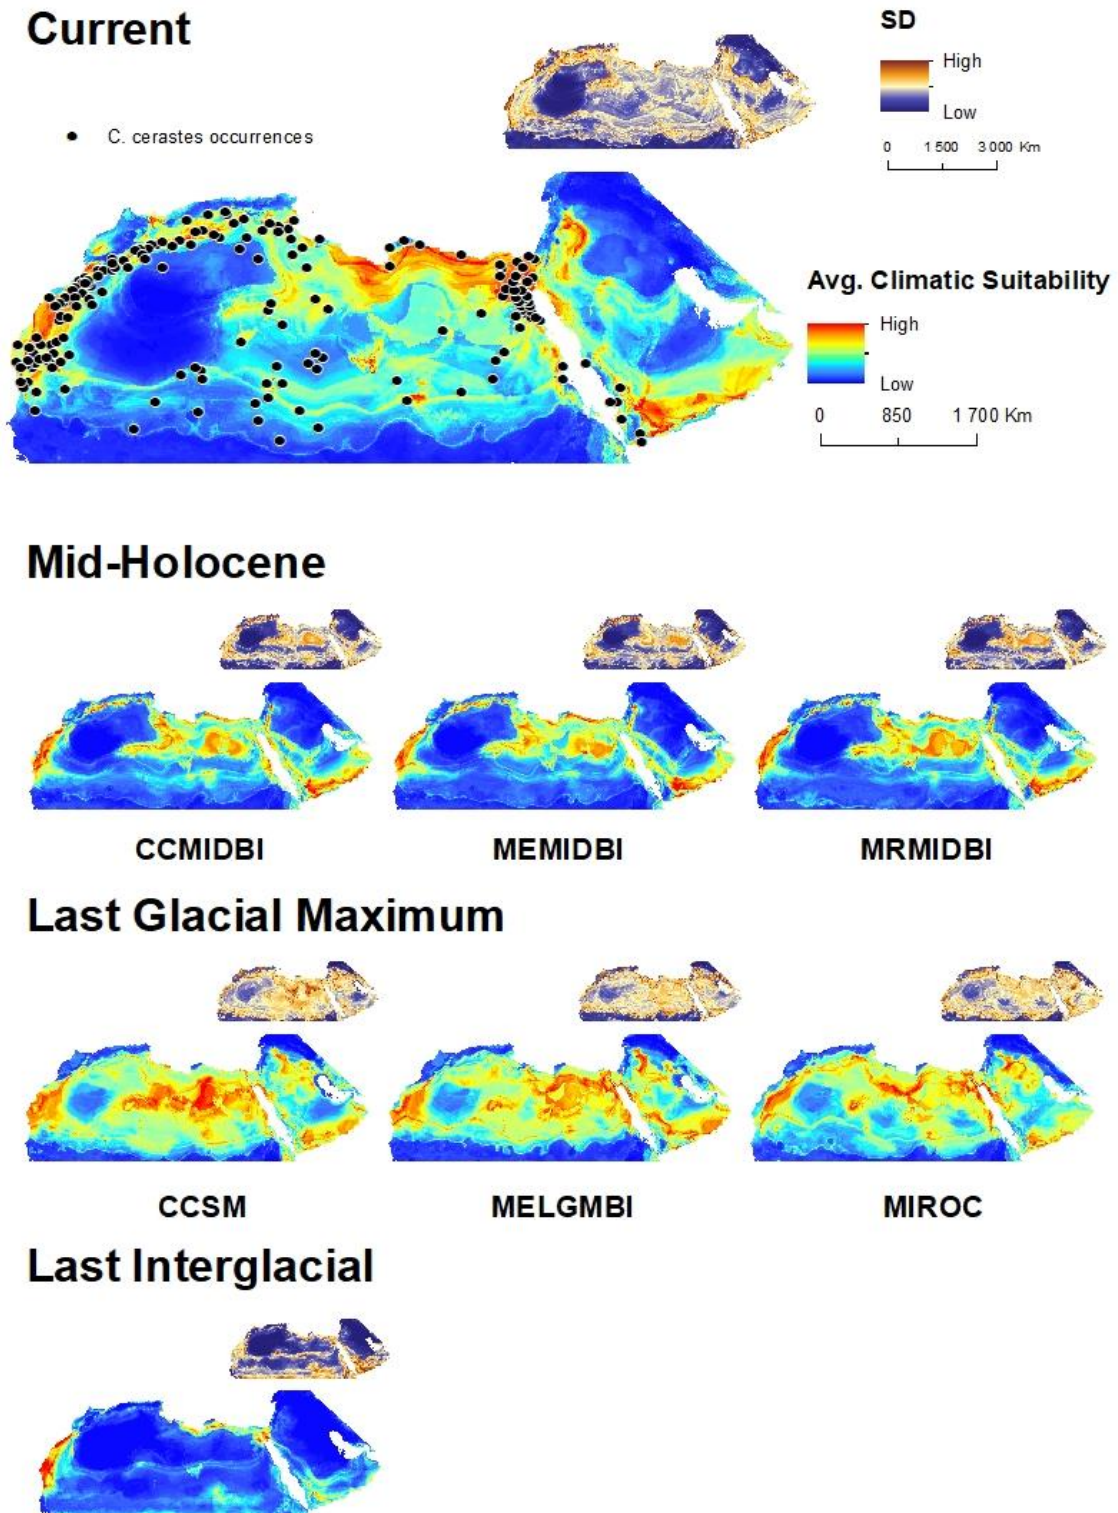 Current
SD
High
Low
0 1 500 3 000 Km
C. cerastes occurrences
Avg. Climatic Suitability
High
Low
0 850 1 700 Km
Mid-Holocene
CCMIDBI MEMIDBI MRMIDBI
Last Glacial Maximum
CCSM MELGMBI MIROC
Last Interglacial